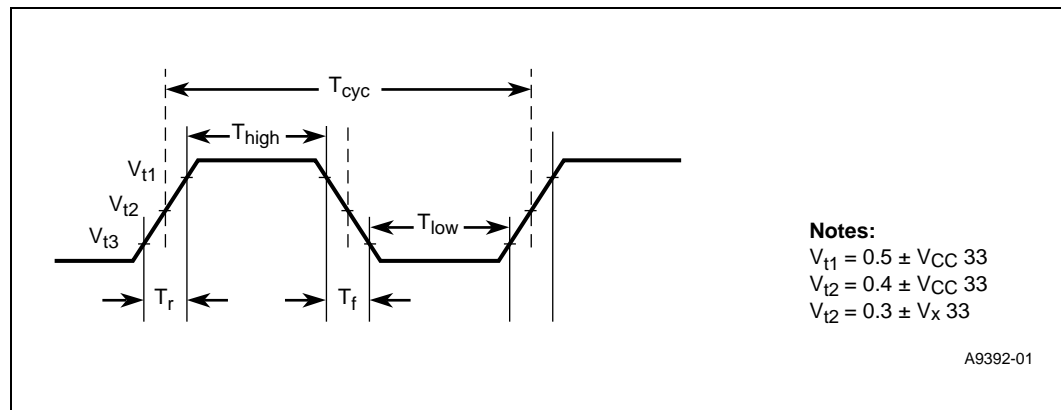 Tcyc
Thigh
Vt1
Vt2
Tlow
Vt3
Tr
Tf
Notes:
Vt1 = 0.5 ± VCC 33
Vt2 = 0.4 ± VCC 33
Vt2 = 0.3 ± Vx 33
A9392-01